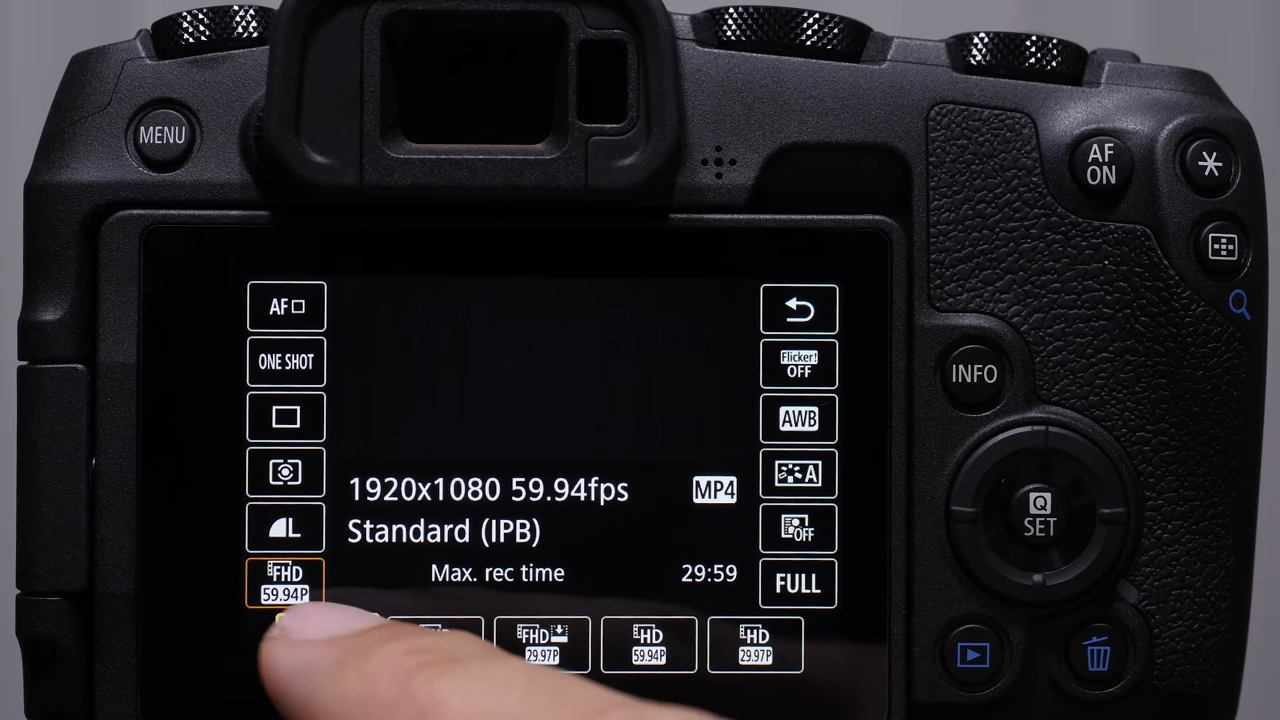 MENU
AF
ON
AF
ONE SHOT
Flicker!
OFF
INFO
AWB
1920x1080 59.94fps
MP4
A
L
Standard (IPB)
OFF
Q
SET
FHD
59.94P
Max. rec time
29:59
FULL
FHD
29.97P
HD
59.94P
HD
29.97P